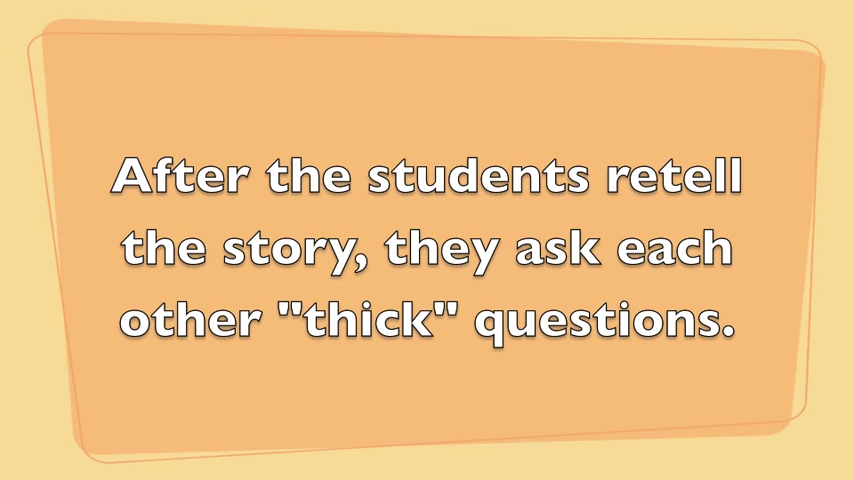 After the students retell
the story, they ask each
other "thick" questions.